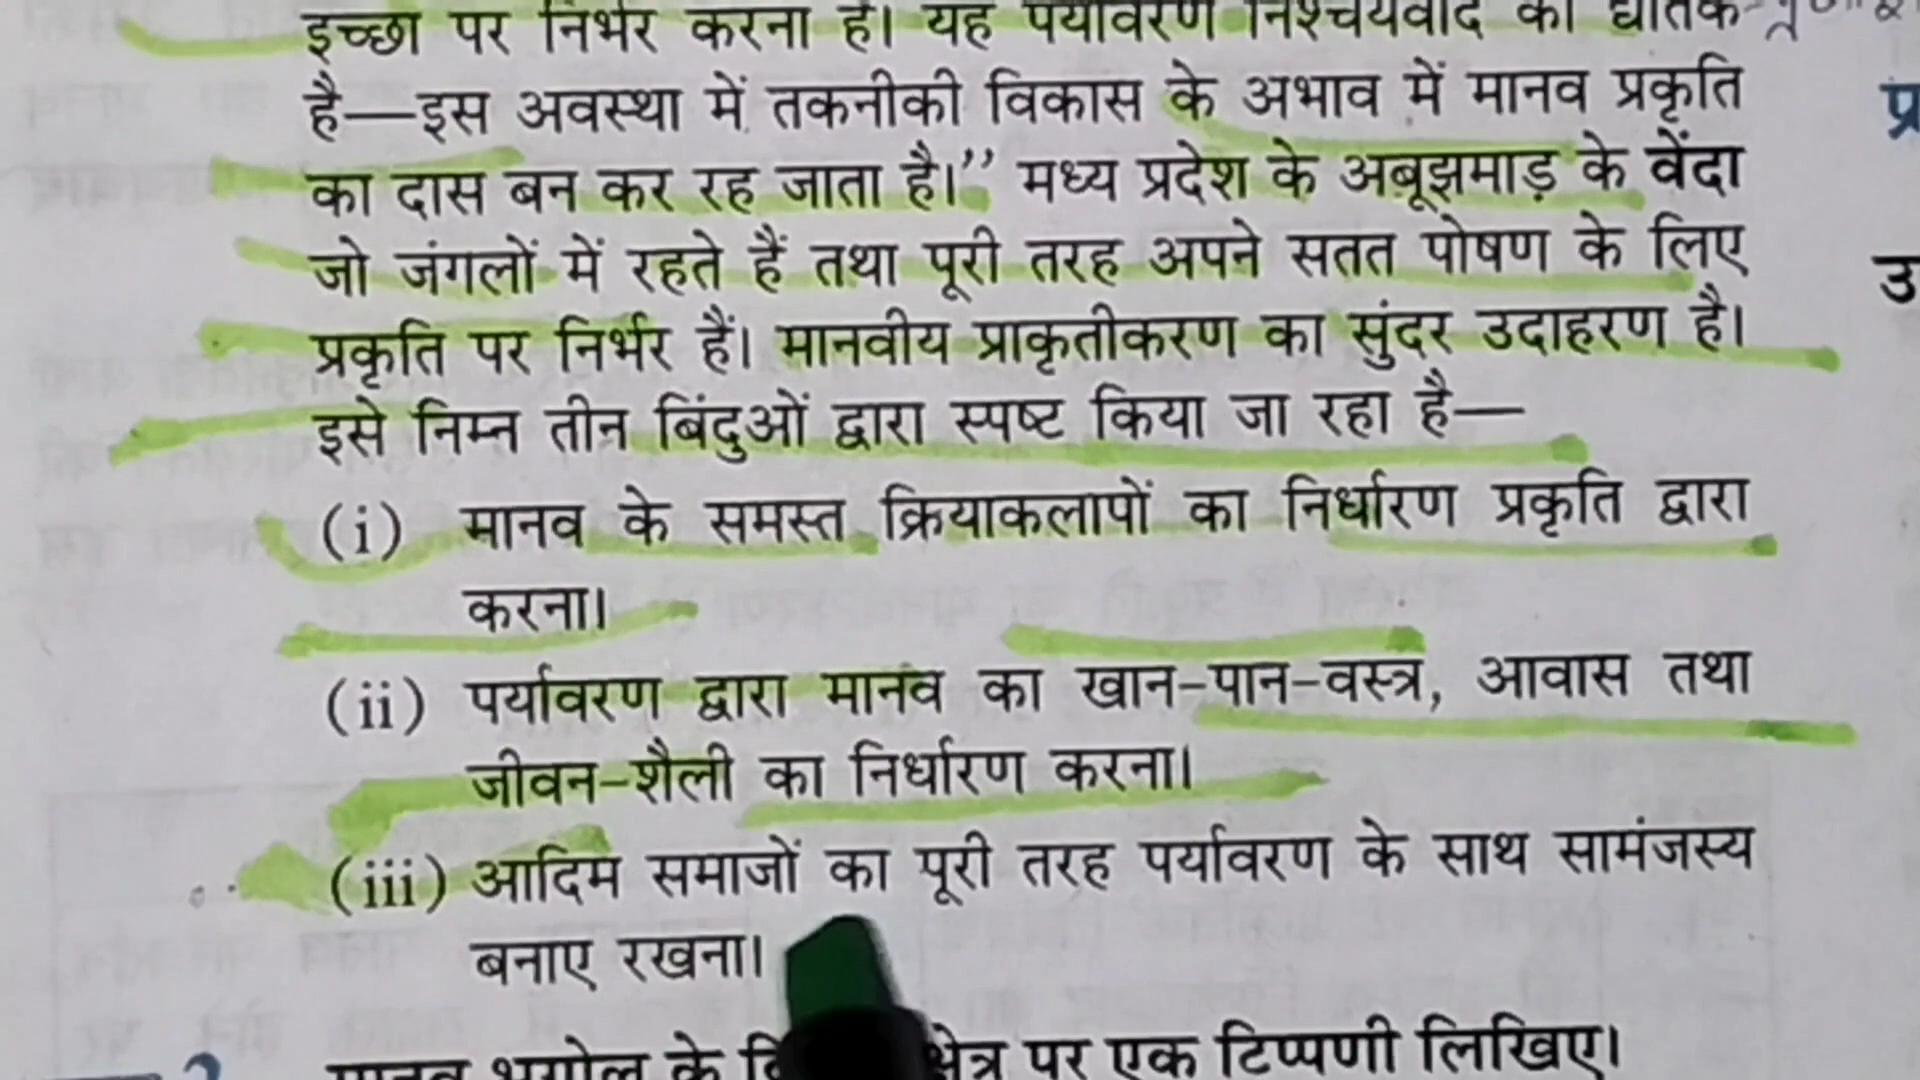 इच्छा पर निर्भर करना है। यह पर्यावरण निश्चयवाद का द्योतक
है—इस अवस्था में तकनीकी विकास के अभाव में मानव प्रकृति
का दास बन कर रह जाता है।” मध्य प्रदेश के अबूझमाड़ के वेंदा
जो जंगलों में रहते हैं तथा पूरी तरह अपने सतत पोषण के लिए
प्रकृति पर निर्भर हैं। मानवीय प्राकृतीकरण का सुंदर उदाहरण है।
इसे निम्न तीन बिंदुओं द्वारा स्पष्ट किया जा रहा है—
(i) मानव के समस्त क्रियाकलापों का निर्धारण प्रकृति द्वारा
करना।
(ii) पर्यावरण द्वारा मानव का खान-पान-वस्त्र, आवास तथा
जीवन-शैली का निर्धारण करना।
(iii) आदिम समाजों का पूरी तरह पर्यावरण के साथ सामंजस्य
बनाए रखना।
मानव भूगोल के क्षेत्र पर एक टिप्पणी लिखिए।
प्र
उ